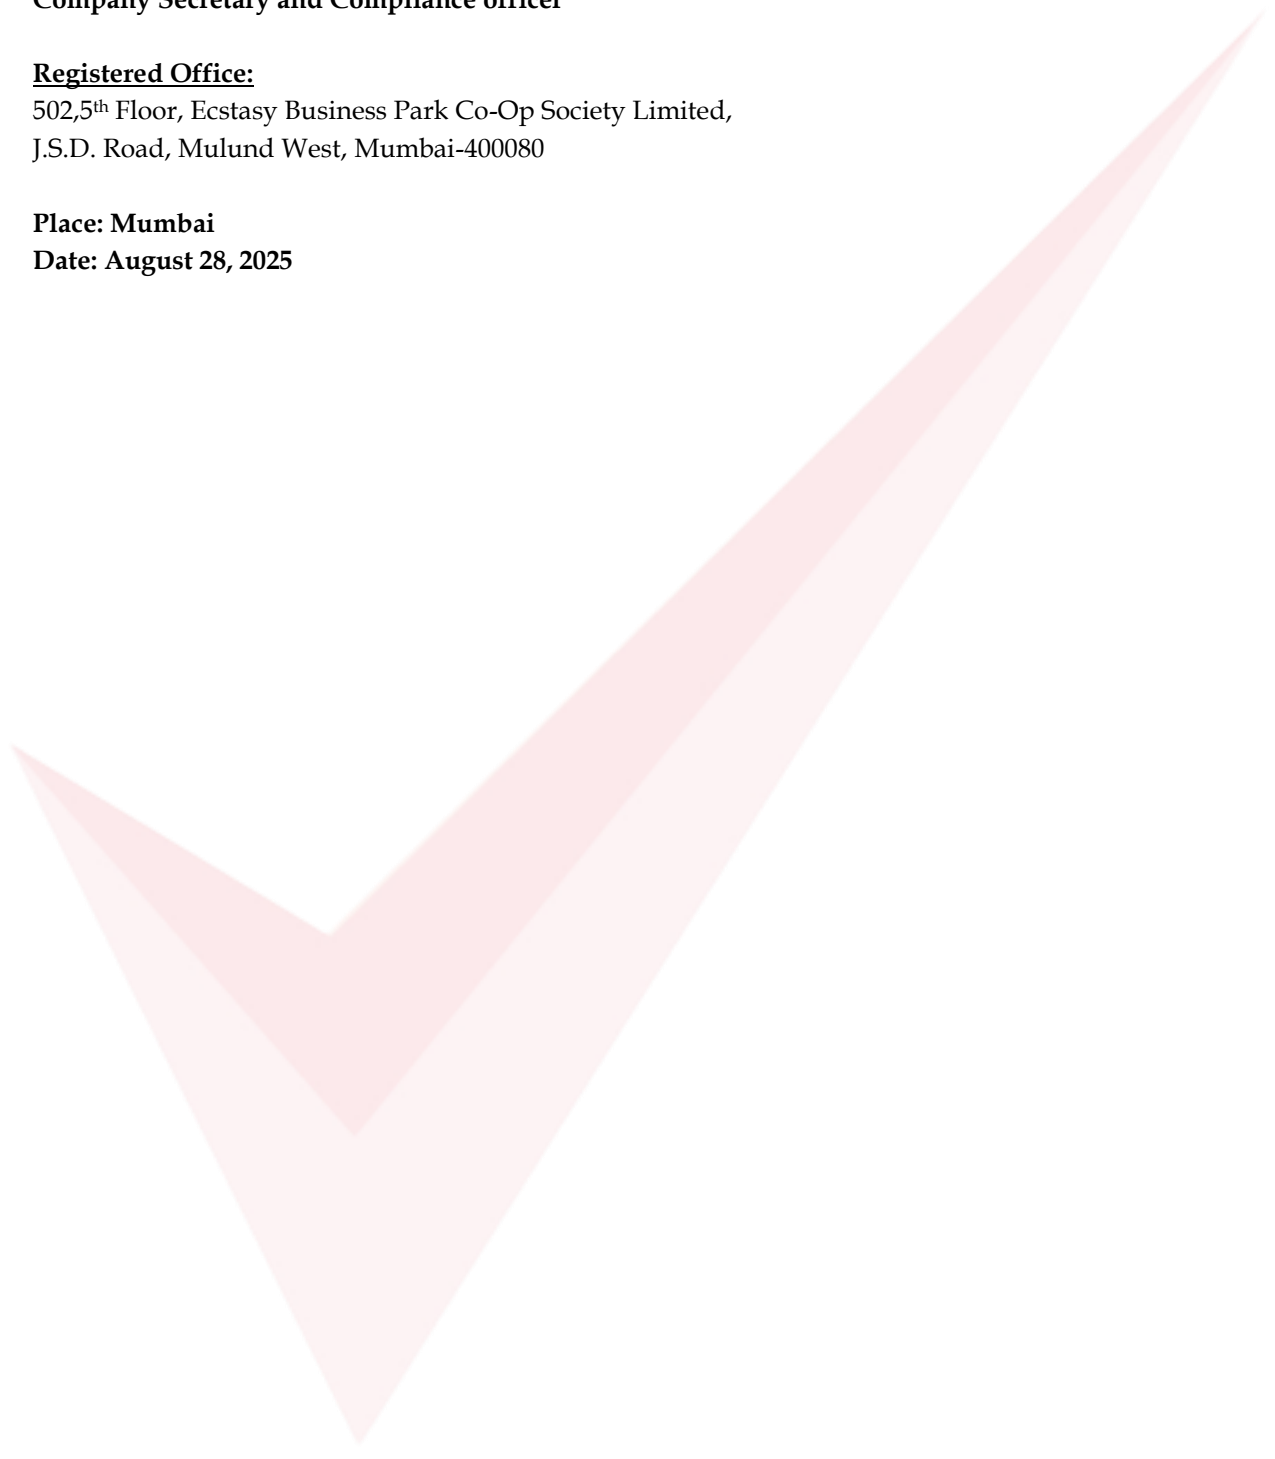 Company Secretary and Compliance officer
Registered Office:
502,5th Floor, Ecstasy Business Park Co-Op Society Limited,
J.S.D. Road, Mulund West, Mumbai-400080
Place: Mumbai
Date: August 28, 2025